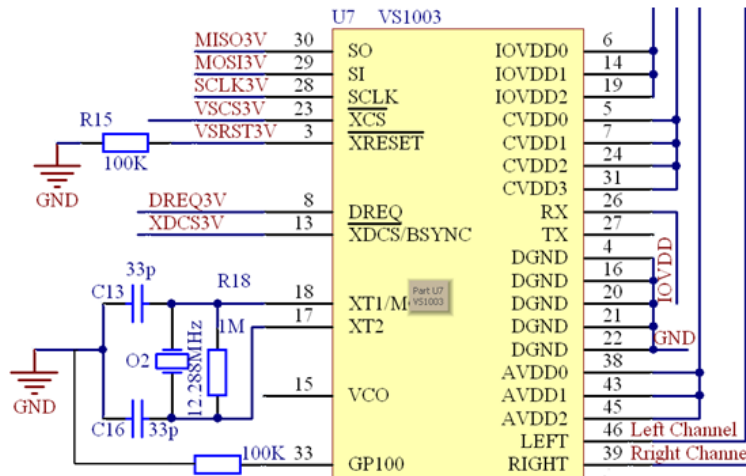 U7 VS1003
MISO3V 30 SO IOVDD0 6
MOSI3V 29 SI IOVDD1 14
SCLK3V 28 SCLK IOVDD2 19
VSCS3V 23 XCS CVDD0 5
R15 VSRST3V 3 XRESET CVDD1 7
100K CVDD2 24
GND CVDD3 31
DREQ3V 8 DREQ RX 26
XDCS3V 13 XDCS/BSYNC TX 27
DGND 4
IOVDD
33p R18 DGND 16
C13 18 XT1/M Part U7 DGND 20
VS1003
1M 17 XT2 DGND 21
O2 12.288MHz DGND 22 GND
AVDD0 38
GND 15 VCO AVDD1 43
C16 33p AVDD2 45
LEFT 46 Left Channel
100K 33 GP100 RIGHT 39 Rright Channe